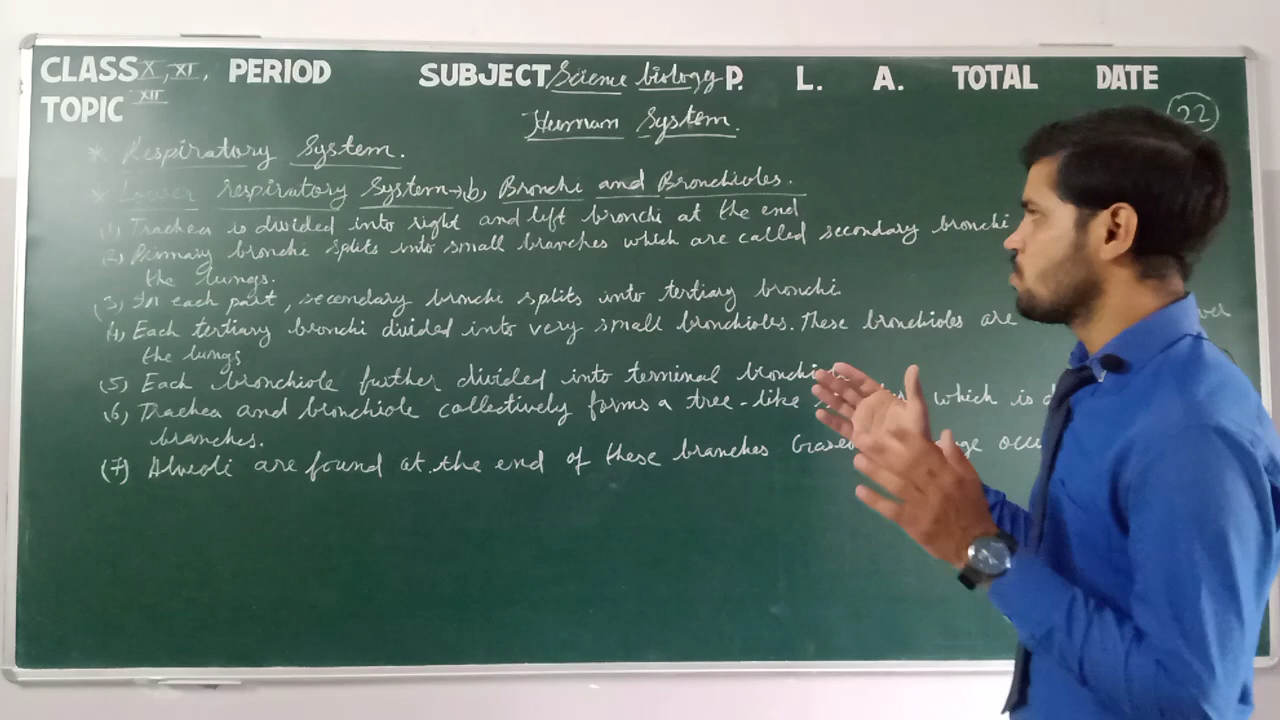 CLASS X, XI, PERIOD SUBJECT Science biology P. L. A. TOTAL DATE
TOPIC XII
Human System. 22
* Respiratory System.
* Lower respiratory System → b, Bronchi and Bronchioles.
(1) Trachea is divided into right and left bronchi at the end
(2) Primary bronchi splits into small branches which are called secondary bronchi
the lungs.
(3) In each part, secondary bronchi splits into tertiary bronchi
(4) Each tertiary bronchi divided into very small bronchioles. These bronchioles are
the lungs
(5) Each bronchiole further divided into terminal
(6) Trachea and bronchiole collectively forms a tree-like which is
branches.
(7) Alveoli are found at the end of these branches